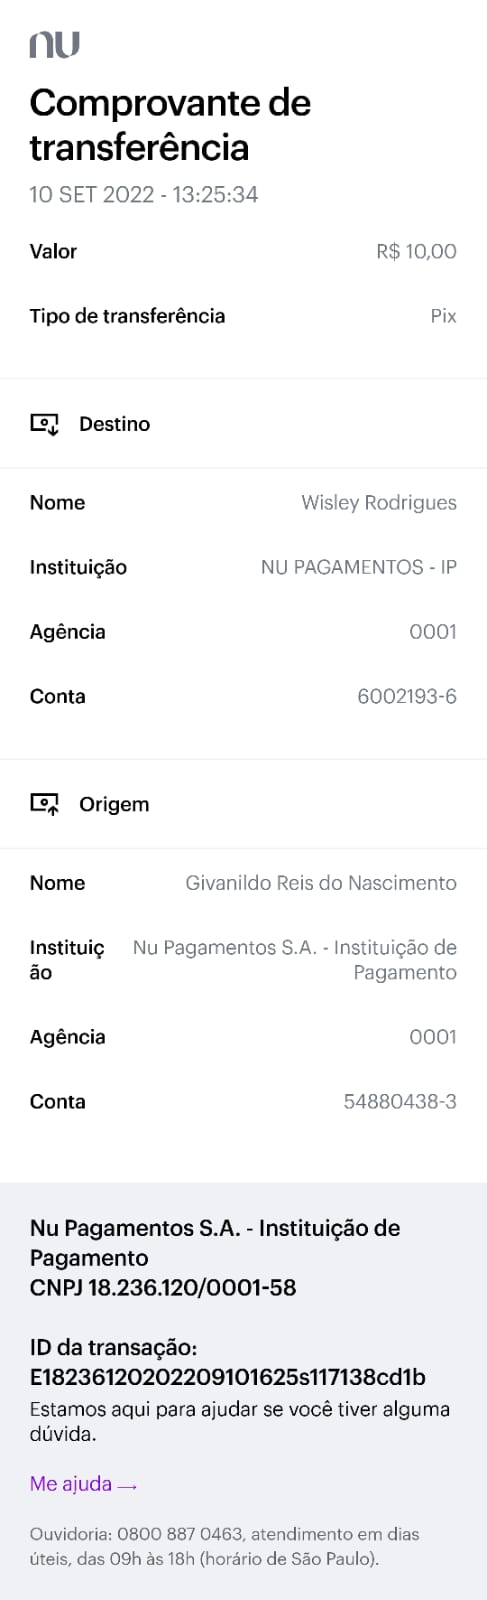 nu
Comprovante de
transferência
10 SET 2022 - 13:25:34
Valor R$ 10,00
Tipo de transferência Pix
Destino
Nome Wisley Rodrigues
Instituição NU PAGAMENTOS - IP
Agência 0001
Conta 6002193-6
Origem
Nome Givanildo Reis do Nascimento
Instituiç Nu Pagamentos S.A. - Instituição de
ão Pagamento
Agência 0001
Conta 54880438-3
Nu Pagamentos S.A. - Instituição de
Pagamento
CNPJ 18.236.120/0001-58
ID da transação:
E18236120202209101625s117138cd1b
Estamos aqui para ajudar se você tiver alguma
dúvida.
Me ajuda →
Ouvidoria: 0800 887 0463, atendimento em dias
úteis, das 09h às 18h (horário de São Paulo).